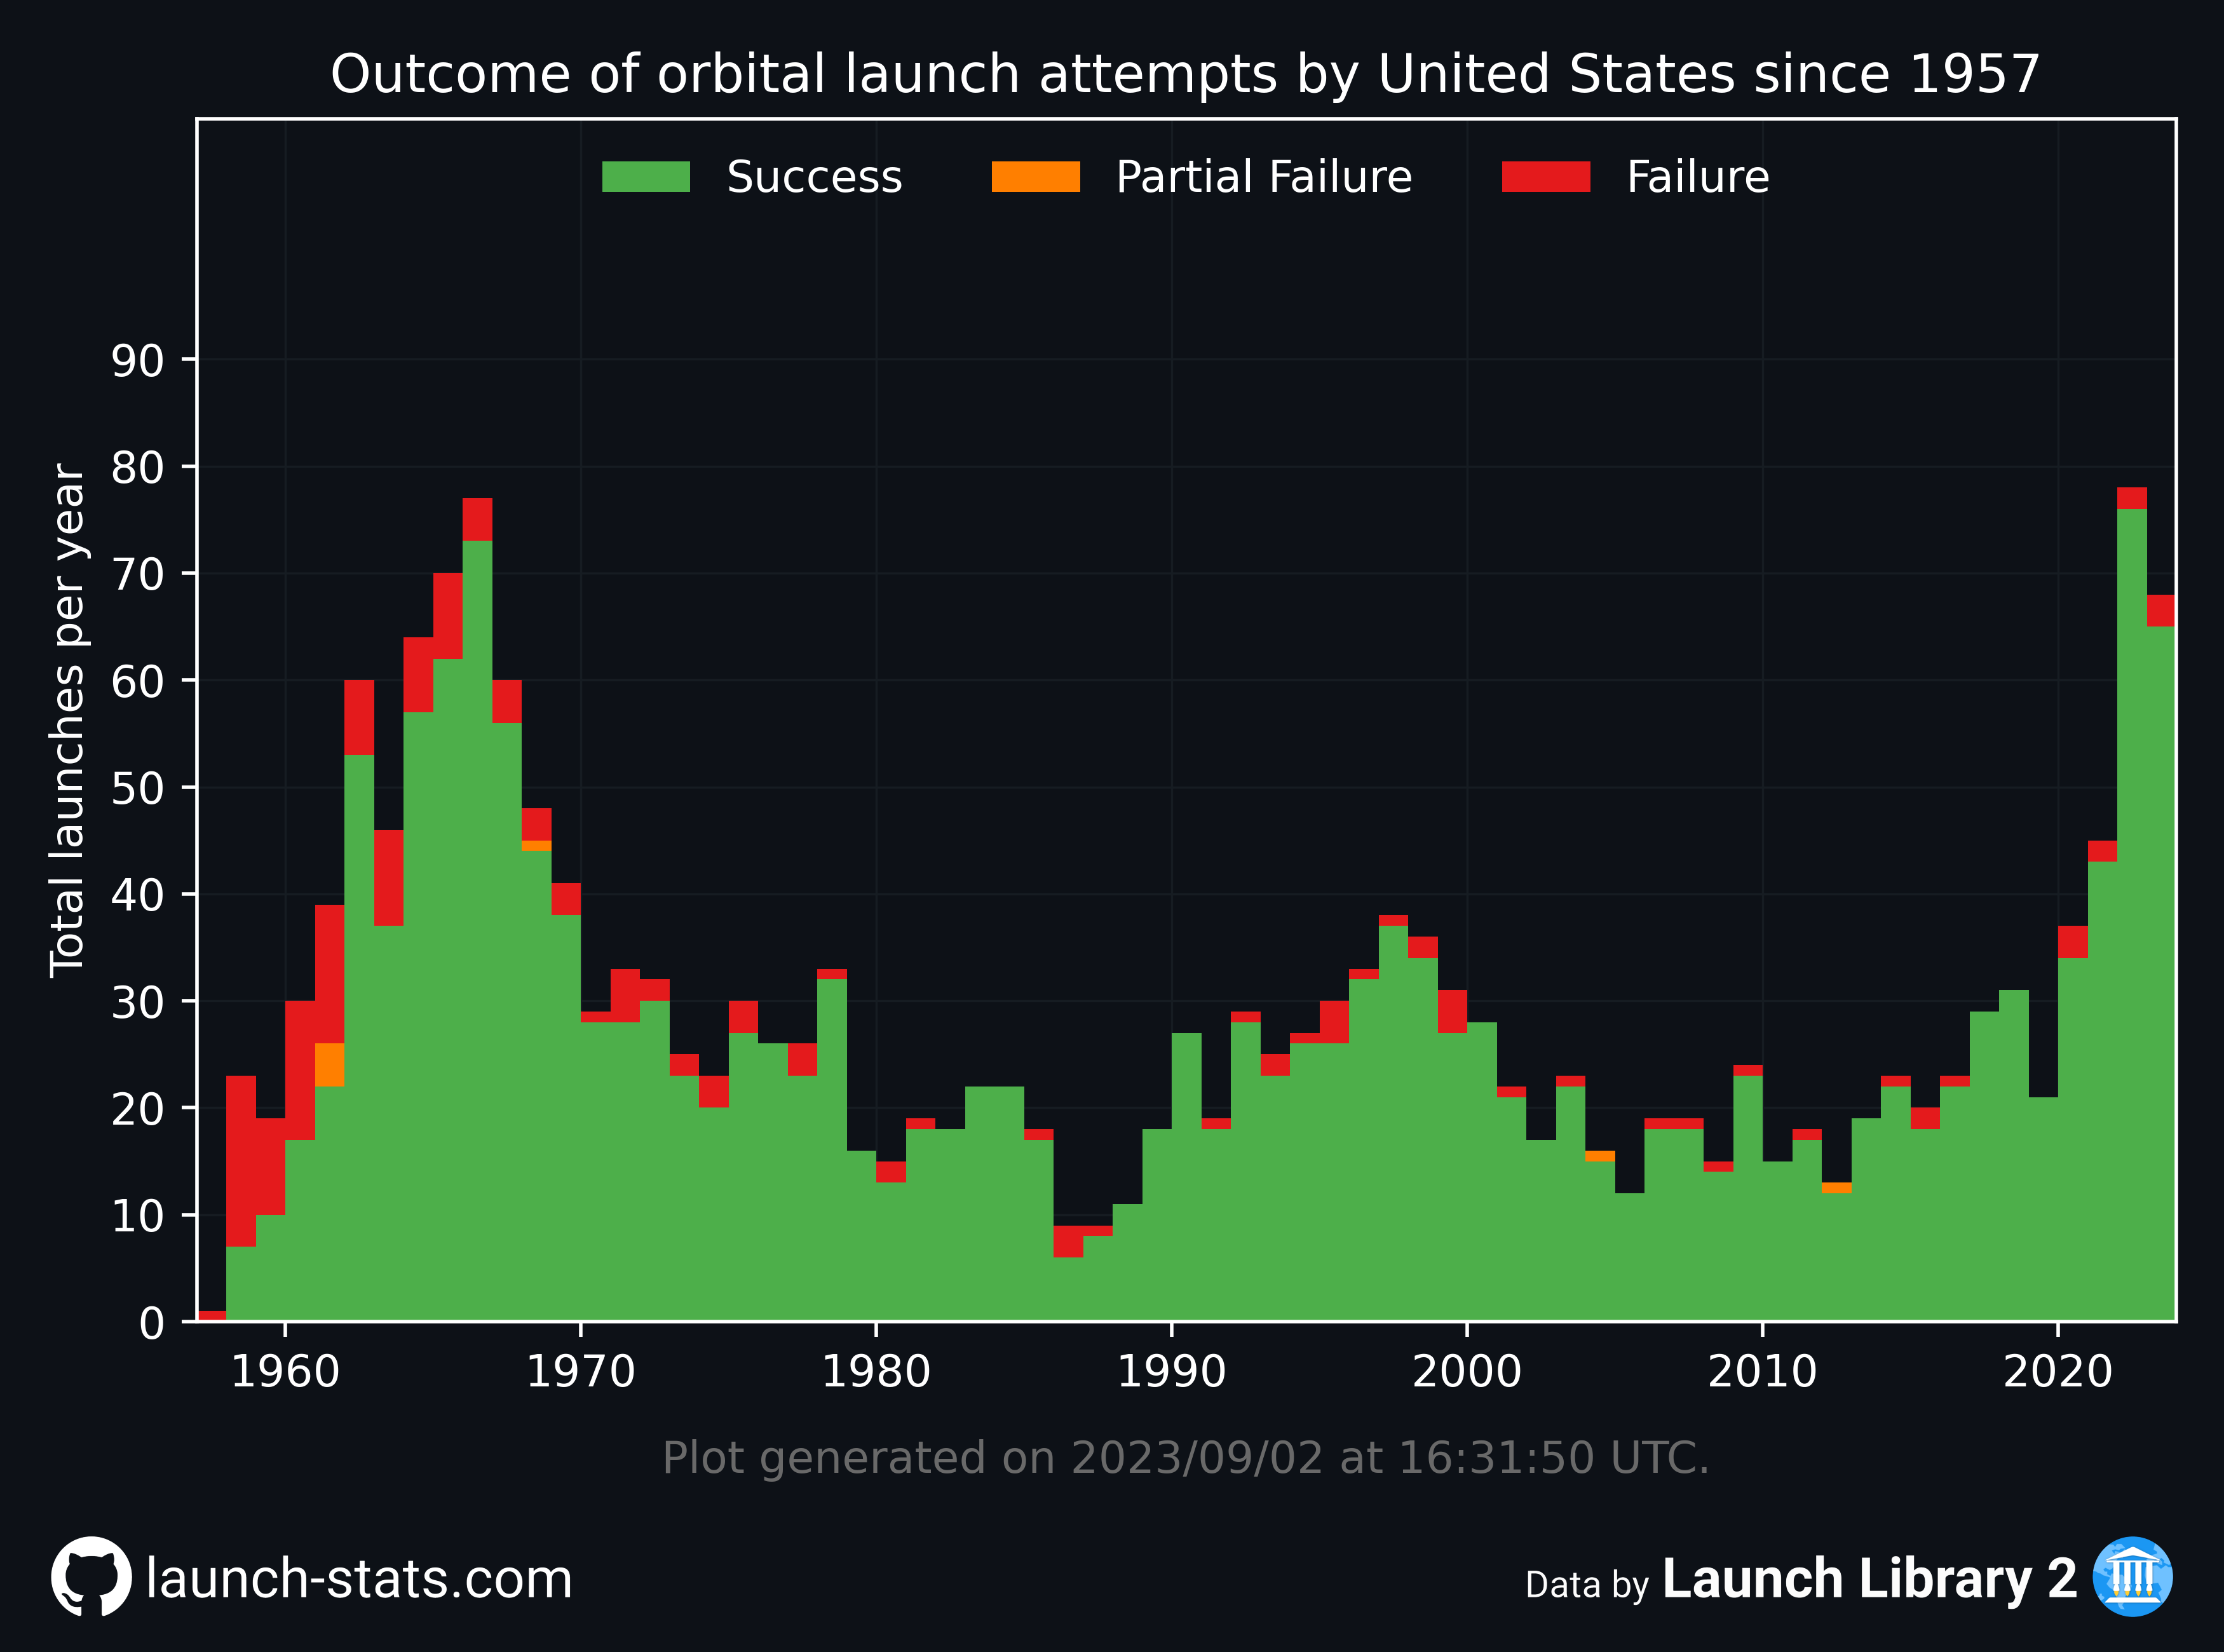 Outcome of orbital launch attempts by United States since 1957
Success Partial Failure Failure
Total launches per year
90
80
70
60
50
40
30
20
10
0
1960 1970 1980 1990 2000 2010 2020
Plot generated on 2023/09/02 at 16:31:50 UTC.
launch-stats.com
Data by Launch Library 2